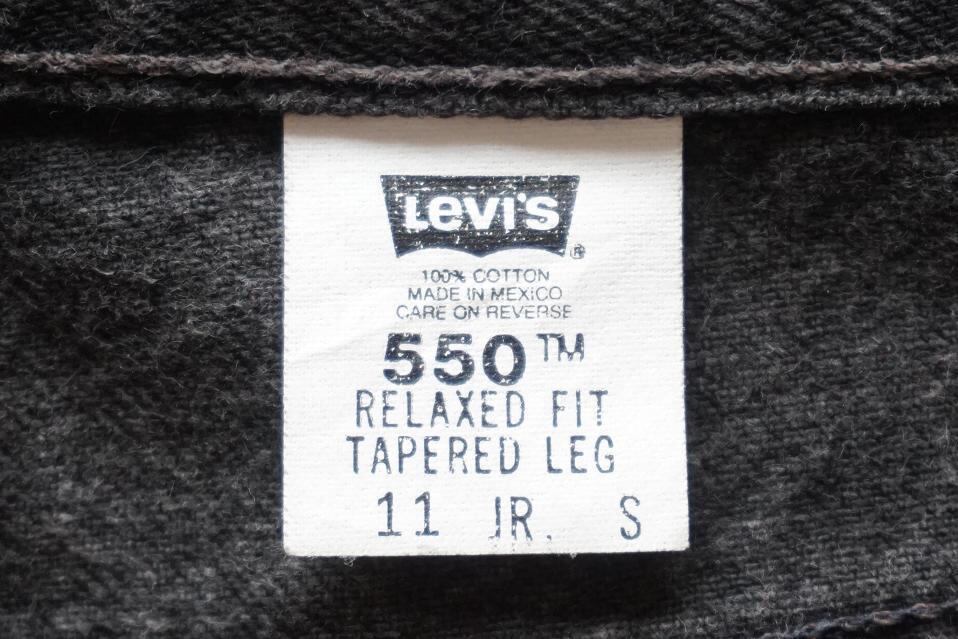 Levi's ®
100% COTTON
MADE IN MEXICO
CARE ON REVERSE
550™
RELAXED FIT
TAPERED LEG
11 JR. S